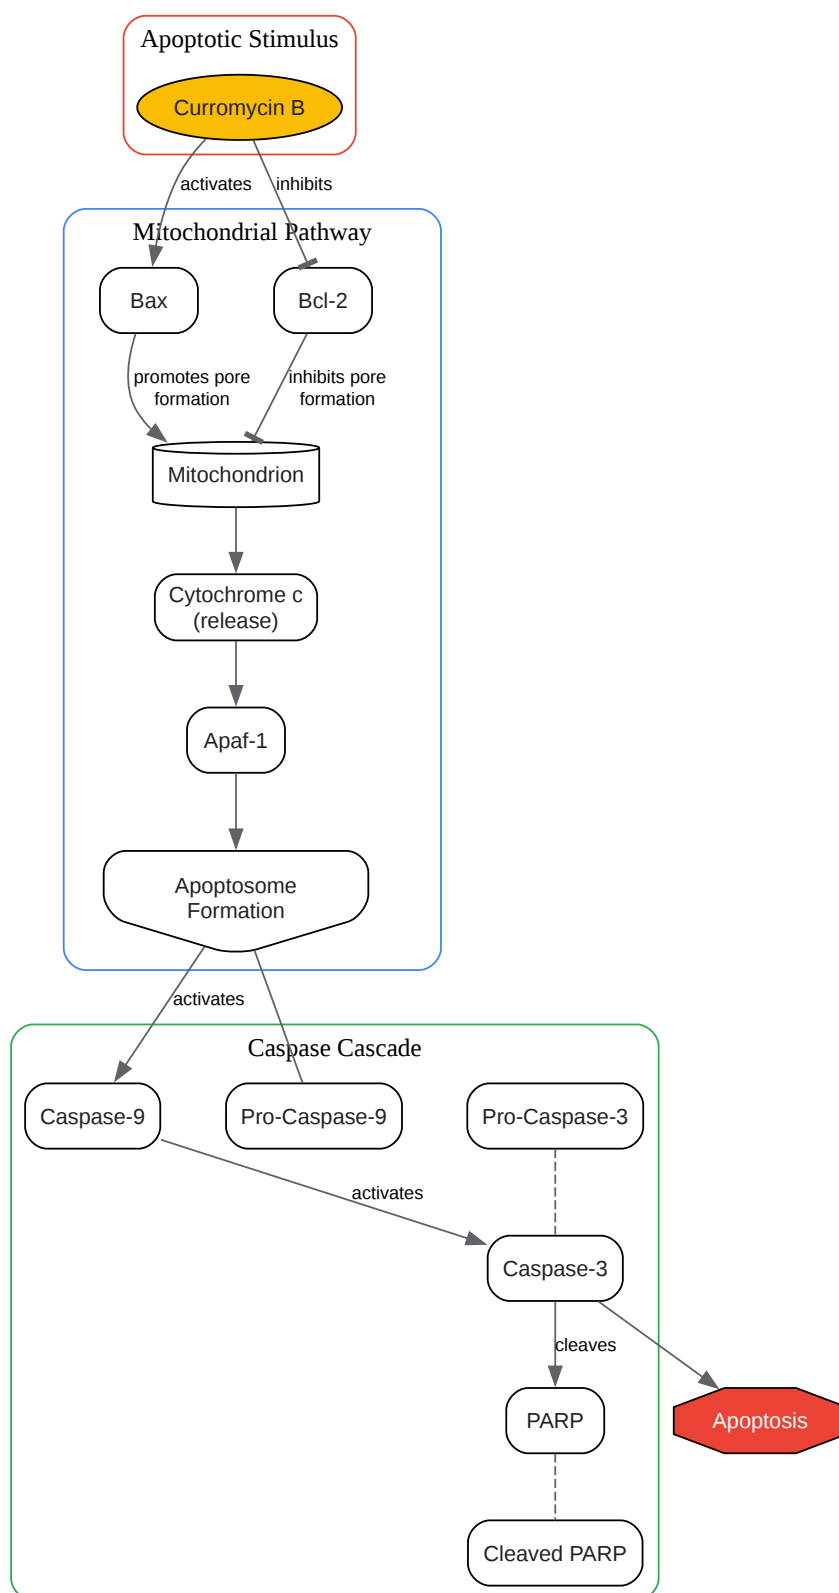 Apoptotic Stimulus
Curromycin B
activates
inhibits
Mitochondrial Pathway
Bax
Bcl-2
promotes pore
formation
inhibits pore
formation
Mitochondrion
Cytochrome c
(release)
Apaf-1
Apoptosome
Formation
activates
Caspase Cascade
Caspase-9
Pro-Caspase-9
Pro-Caspase-3
activates
Caspase-3
cleaves
PARP
Apoptosis
Cleaved PARP